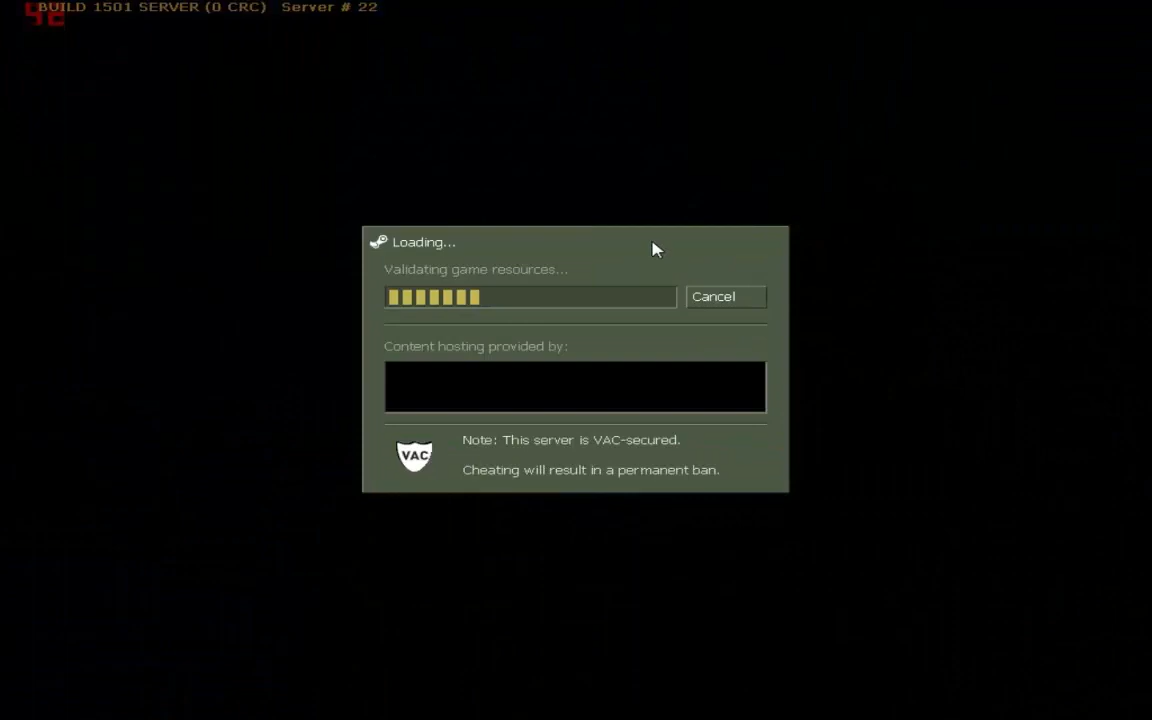 BUILD 1501 SERVER (0 CRC)   Server # 22
Loading...
Validating game resources...
Cancel
Content hosting provided by:
VAC
Note: This server is VAC-secured.
Cheating will result in a permanent ban.